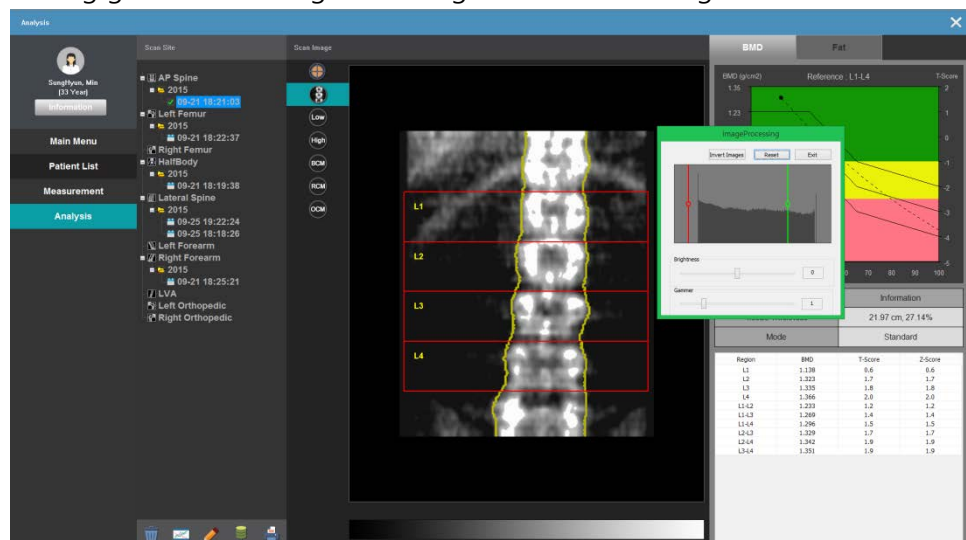 Analysis
SungHyun, Min
[33 Year]
Information
Main Menu
Patient List
Measurement
Analysis
Scan Site
AP Spine
2015
09-21 18:21:03
Left Femur
2015
09-21 18:22:37
Right Femur
HalfBody
2015
09-21 18:19:38
Lateral Spine
2015
09-25 19:22:24
09-25 18:18:26
Left Forearm
Right Forearm
2015
09-21 18:25:21
LVA
Left Orthopedic
Right Orthopedic
Scan Image
Low
High
BCM
RCM
OCM
L1
L2
L3
L4
BMD Fat
BMD (g/cm2) Reference : L1-L4 T-Score
1.35 2
1.23 1
0
-1
-2
-3
-4
-5
70 80 90 100
ImageProcessing
Invert Images Reset Exit
Brightness
0
Gammer
1
Information
21.97 cm, 27.14%
Mode Standard
Region BMD T-Score Z-Score
L1 1.138 0.6 0.6
L2 1.323 1.7 1.7
L3 1.335 1.8 1.8
L4 1.366 2.0 2.0
L1-L2 1.233 1.2 1.2
L1-L3 1.269 1.4 1.4
L1-L4 1.296 1.5 1.5
L2-L3 1.329 1.7 1.7
L2-L4 1.342 1.9 1.9
L3-L4 1.351 1.9 1.9